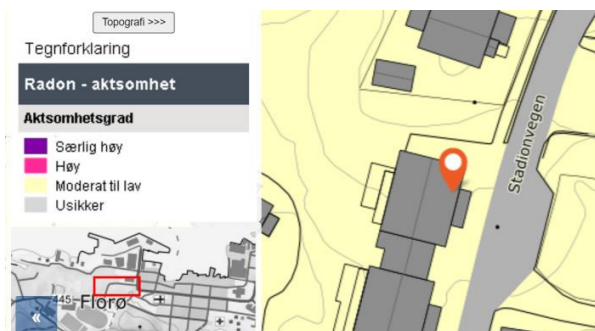 Topografi >>>
Tegnforklaring
Radon - aktsomhet
Aktsomhetsgrad
Særlig høy
Høy
Moderat til lav
Usikker
445
Florø
«
Stadionvegen